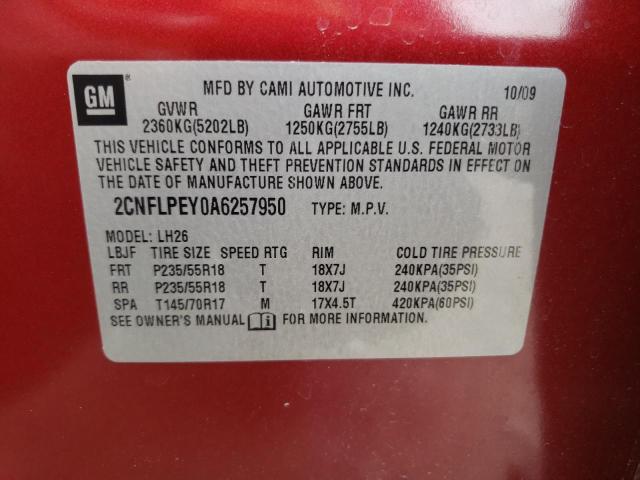 GM ®
MFD BY CAMI AUTOMOTIVE INC. 10/09
GVWR GAWR FRT GAWR RR
2360KG(5202LB) 1250KG(2755LB) 1240KG(2733LB)
THIS VEHICLE CONFORMS TO ALL APPLICABLE U.S. FEDERAL MOTOR
VEHICLE SAFETY AND THEFT PREVENTION STANDARDS IN EFFECT ON
THE DATE OF MANUFACTURE SHOWN ABOVE.
2CNFLPEY0A6257950 TYPE: M.P.V.
MODEL: LH26
LBJF TIRE SIZE SPEED RTG RIM COLD TIRE PRESSURE
FRT P235/55R18 T 18X7J 240KPA(35PSI)
RR P235/55R18 T 18X7J 240KPA(35PSI)
SPA T145/70R17 M 17X4.5T 420KPA(60PSI)
SEE OWNER'S MANUAL FOR MORE INFORMATION.